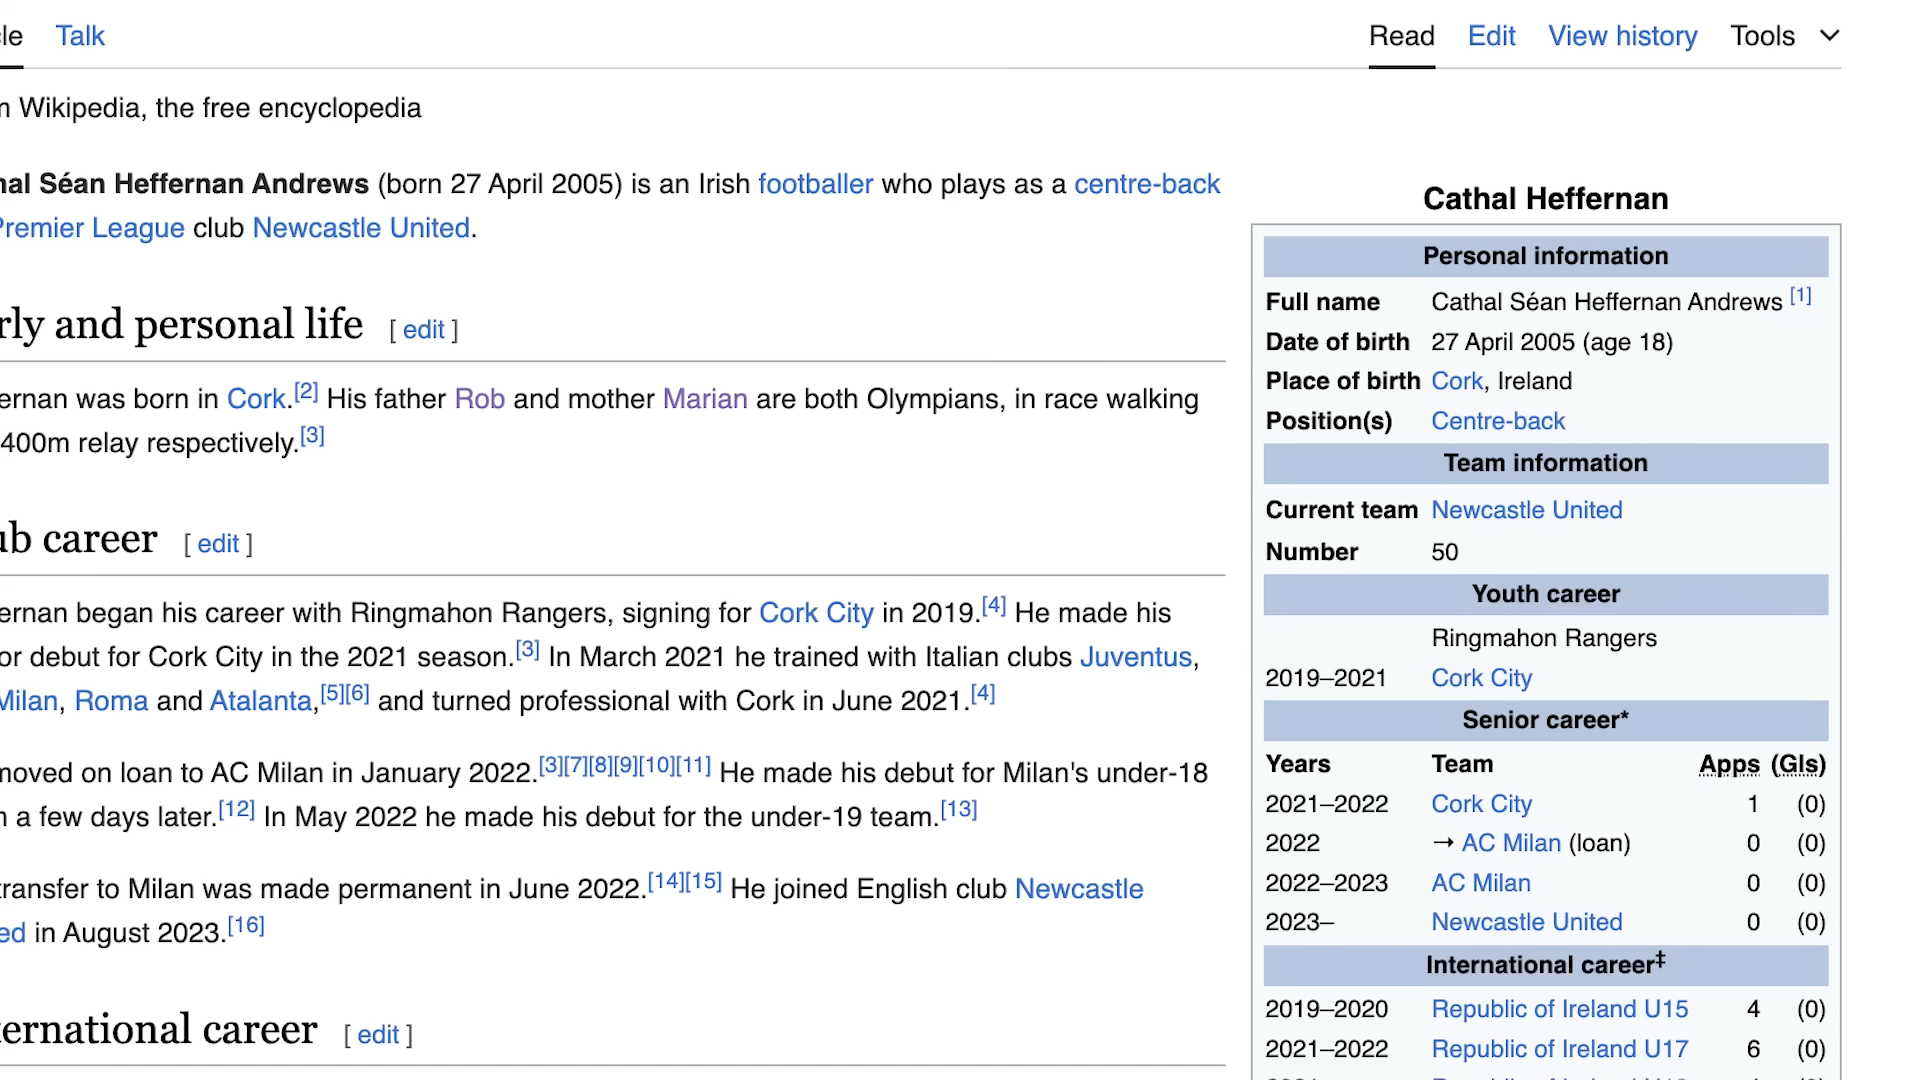 le Talk Read Edit View history Tools
m Wikipedia, the free encyclopedia
hal Séan Heffernan Andrews (born 27 April 2005) is an Irish footballer who plays as a centre-back
Premier League club Newcastle United.
rly and personal life [ edit ]
ernan was born in Cork.[2] His father Rob and mother Marian are both Olympians, in race walking
400m relay respectively.[3]
ub career [ edit ]
ernan began his career with Ringmahon Rangers, signing for Cork City in 2019.[4] He made his
or debut for Cork City in the 2021 season.[3] In March 2021 he trained with Italian clubs Juventus,
Milan, Roma and Atalanta,[5][6] and turned professional with Cork in June 2021.[4]
moved on loan to AC Milan in January 2022.[3][7][8][9][10][11] He made his debut for Milan's under-18
n a few days later.[12] In May 2022 he made his debut for the under-19 team.[13]
transfer to Milan was made permanent in June 2022.[14][15] He joined English club Newcastle
ed in August 2023.[16]
ernational career [ edit ]
Cathal Heffernan
Personal information
Full name Cathal Séan Heffernan Andrews [1]
Date of birth 27 April 2005 (age 18)
Place of birth Cork, Ireland
Position(s) Centre-back
Team information
Current team Newcastle United
Number 50
Youth career
Ringmahon Rangers
2019–2021 Cork City
Senior career*
Years Team Apps (Gls)
2021–2022 Cork City 1 (0)
2022 → AC Milan (loan) 0 (0)
2022–2023 AC Milan 0 (0)
2023– Newcastle United 0 (0)
International career‡
2019–2020 Republic of Ireland U15 4 (0)
2021–2022 Republic of Ireland U17 6 (0)